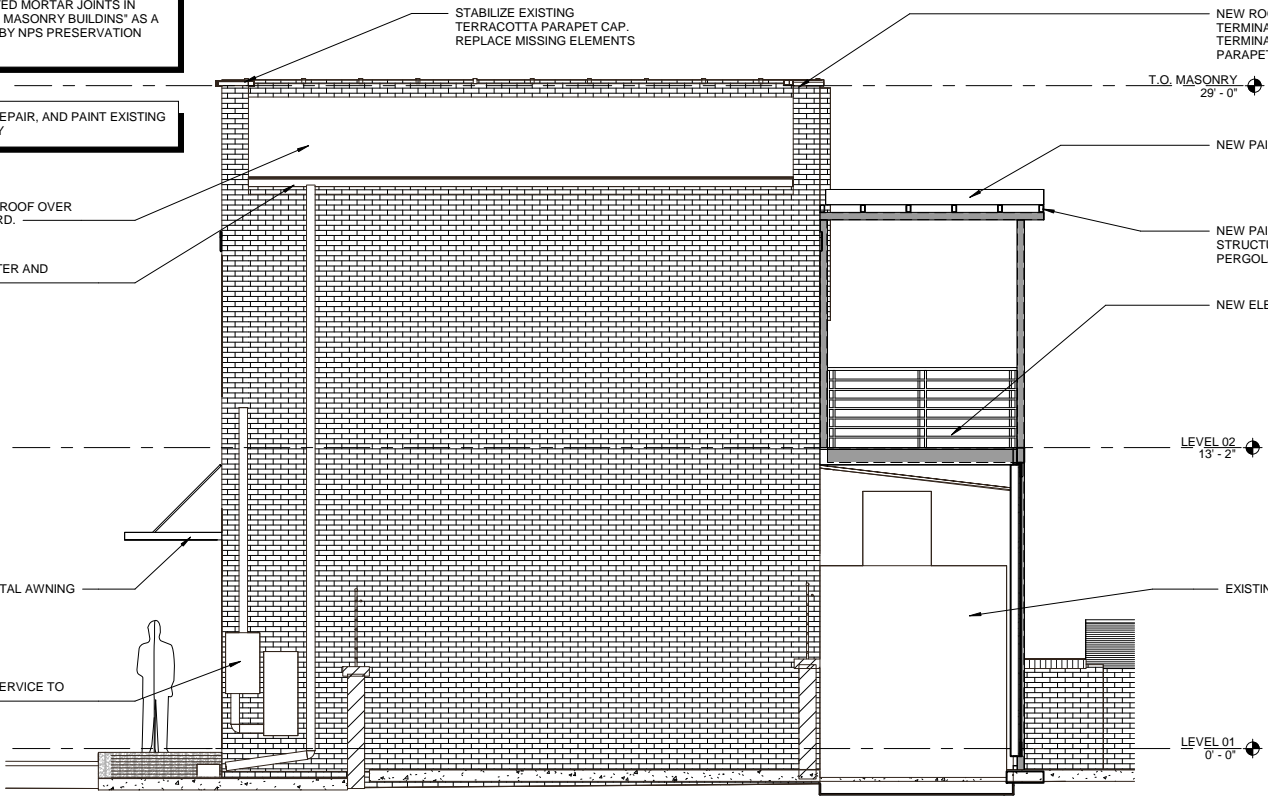 TED MORTAR JOINTS IN
MASONRY BUILDINS" AS A
BY NPS PRESERVATION
EPAIR, AND PAINT EXISTING
Y
ROOF OVER
RD.
TER AND
TAL AWNING
ERVICE TO
STABILIZE EXISTING
TERRACOTTA PARAPET CAP.
REPLACE MISSING ELEMENTS
NEW ROO
TERMINA
TERMINA
PARAPET
T.O. MASONRY
29' - 0"
NEW PAI
NEW PAI
STRUCTU
PERGOL
NEW ELE
LEVEL 02
13' - 2"
EXISTIN
LEVEL 01
0' - 0"